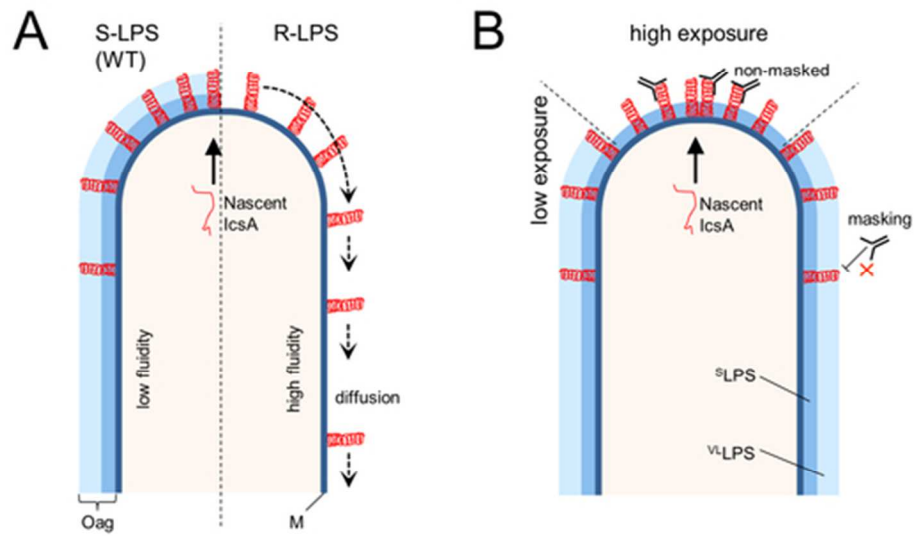 A
S-LPS
(WT)
R-LPS
Nascent
IcsA
low fluidity
high fluidity
diffusion
Oag
M
B
high exposure
non-masked
low exposure
Nascent
IcsA
masking
SLPS
VLLPS